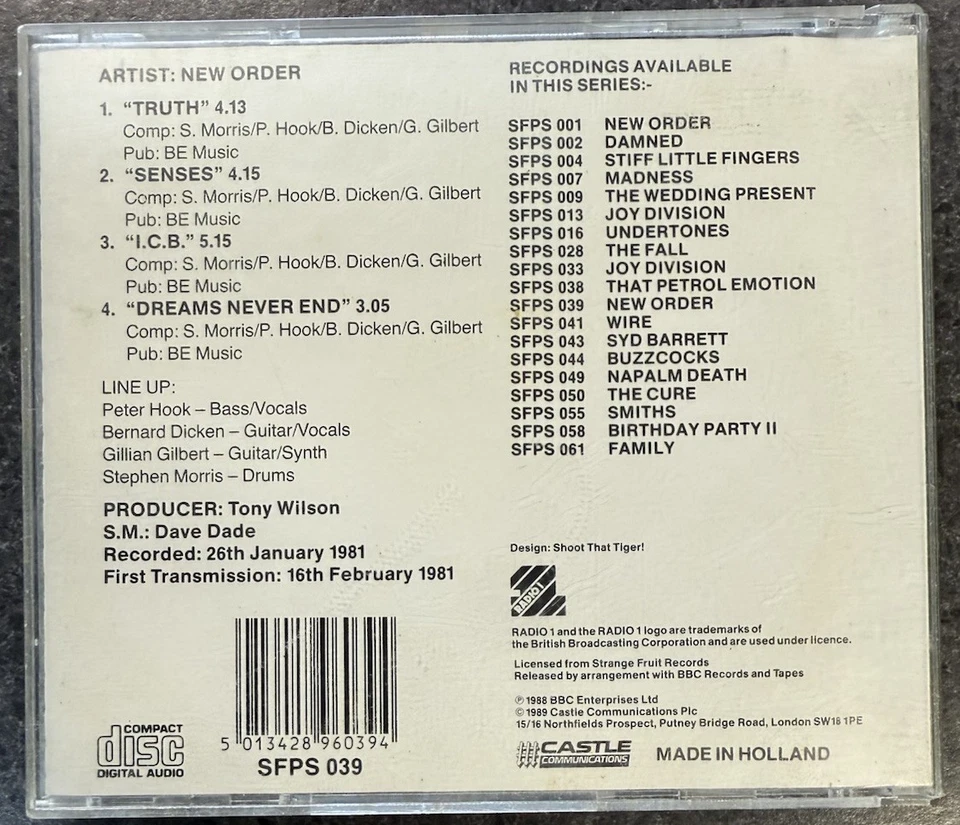 ARTIST: NEW ORDER
1. “TRUTH” 4.13
Comp: S. Morris/P. Hook/B. Dicken/G. Gilbert
Pub: BE Music
2. “SENSES” 4.15
Comp: S. Morris/P. Hook/B. Dicken/G. Gilbert
Pub: BE Music
3. “I.C.B.” 5.15
Comp: S. Morris/P. Hook/B. Dicken/G. Gilbert
Pub: BE Music
4. “DREAMS NEVER END” 3.05
Comp: S. Morris/P. Hook/B. Dicken/G. Gilbert
Pub: BE Music
LINE UP:
Peter Hook – Bass/Vocals
Bernard Dicken – Guitar/Vocals
Gillian Gilbert – Guitar/Synth
Stephen Morris – Drums
PRODUCER: Tony Wilson
S.M.: Dave Dade
Recorded: 26th January 1981
First Transmission: 16th February 1981
COMPACT
disc
DIGITAL AUDIO
5 013428 960394
SFPS 039
RECORDINGS AVAILABLE
IN THIS SERIES:-
SFPS 001 NEW ORDER
SFPS 002 DAMNED
SFPS 004 STIFF LITTLE FINGERS
SFPS 007 MADNESS
SFPS 009 THE WEDDING PRESENT
SFPS 013 JOY DIVISION
SFPS 016 UNDERTONES
SFPS 028 THE FALL
SFPS 033 JOY DIVISION
SFPS 038 THAT PETROL EMOTION
SFPS 039 NEW ORDER
SFPS 041 WIRE
SFPS 043 SYD BARRETT
SFPS 044 BUZZCOCKS
SFPS 049 NAPALM DEATH
SFPS 050 THE CURE
SFPS 055 SMITHS
SFPS 058 BIRTHDAY PARTY II
SFPS 061 FAMILY
Design: Shoot That Tiger!
RADIO 1
RADIO 1 and the RADIO 1 logo are trademarks of
the British Broadcasting Corporation and are used under licence.
Licensed from Strange Fruit Records
Released by arrangement with BBC Records and Tapes
℗ 1988 BBC Enterprises Ltd
© 1989 Castle Communications Plc
15/16 Northfields Prospect, Putney Bridge Road, London SW18 1PE
CASTLE
COMMUNICATIONS
MADE IN HOLLAND